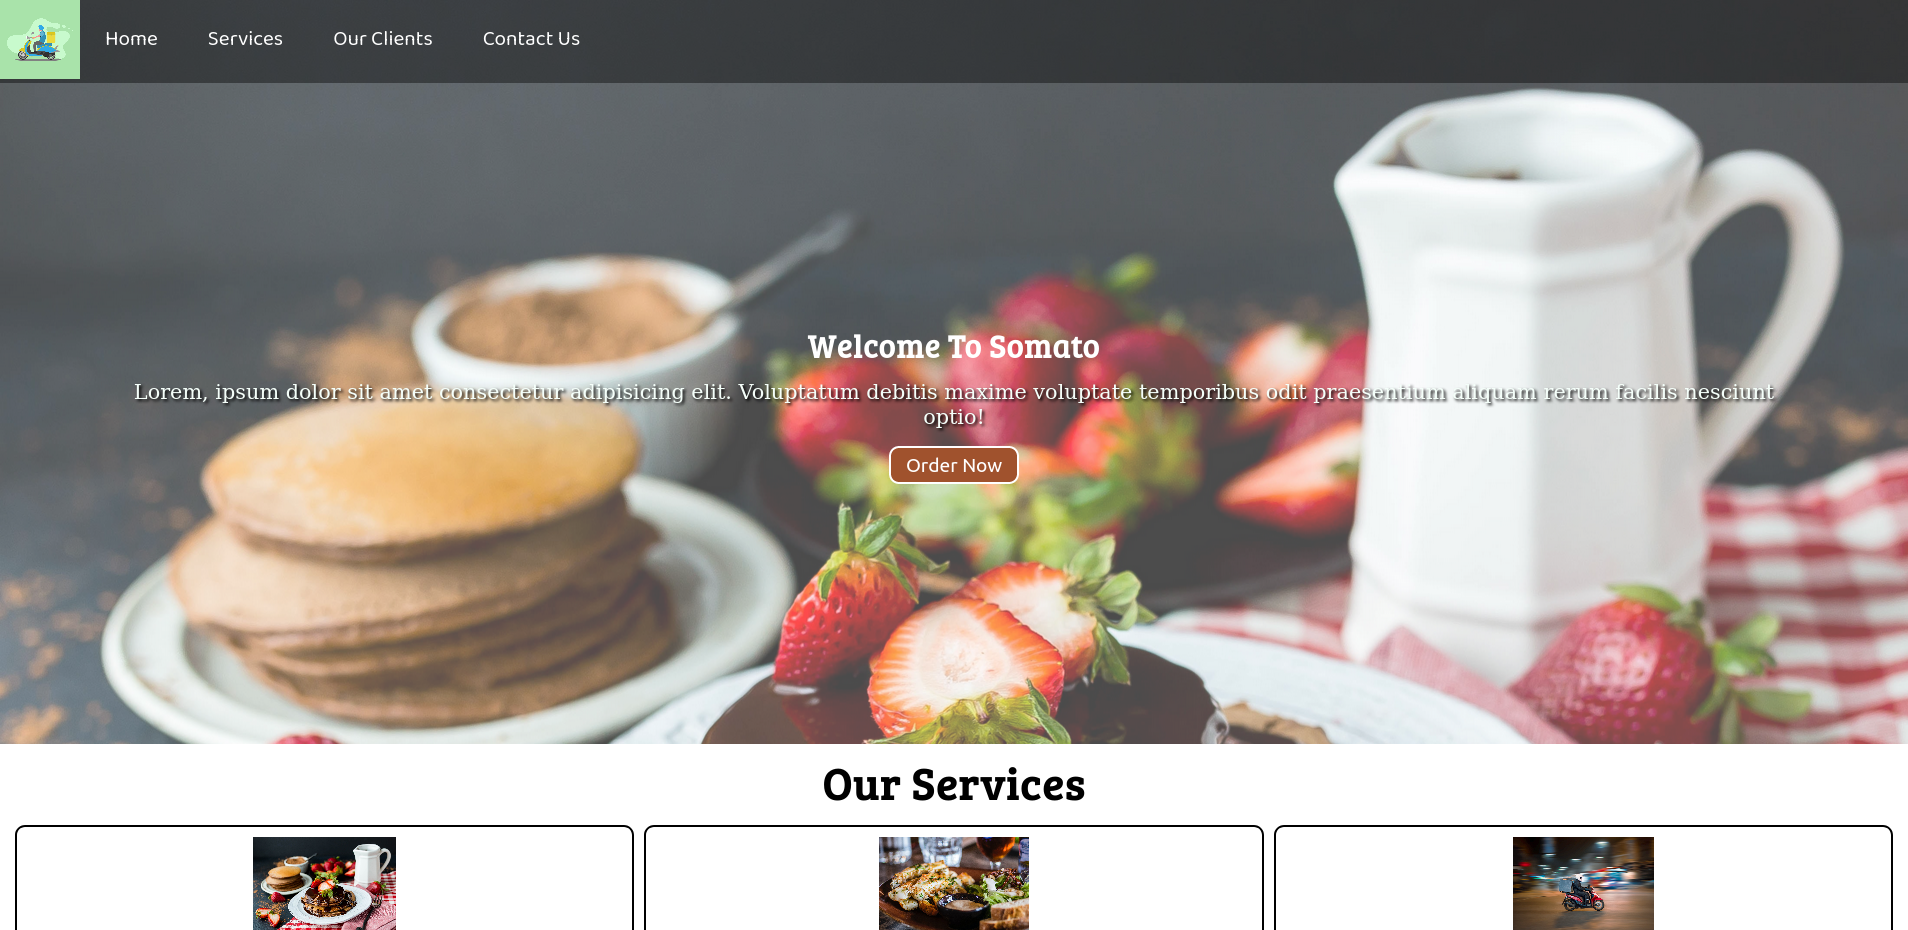 Home
Services
Our Clients
Contact Us
Welcome To Somato
Lorem, ipsum dolor sit amet consectetur adipisicing elit. Voluptatum debitis maxime voluptate temporibus odit praesentium aliquam rerum facilis nesciunt
optio!
Order Now
Our Services